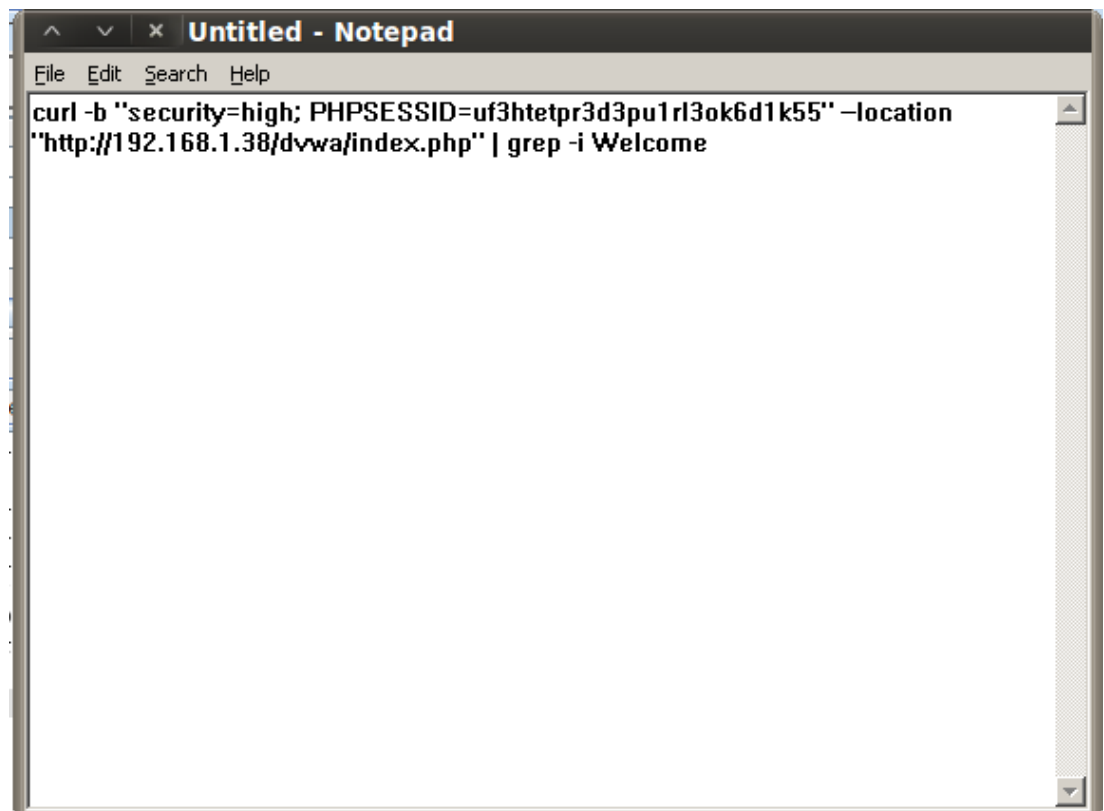 Untitled - Notepad
File Edit Search Help
curl -b "security=high; PHPSESSID=uf3htetpr3d3pu1rl3ok6d1k55" –location
"http://192.168.1.38/dvwa/index.php" | grep -i Welcome